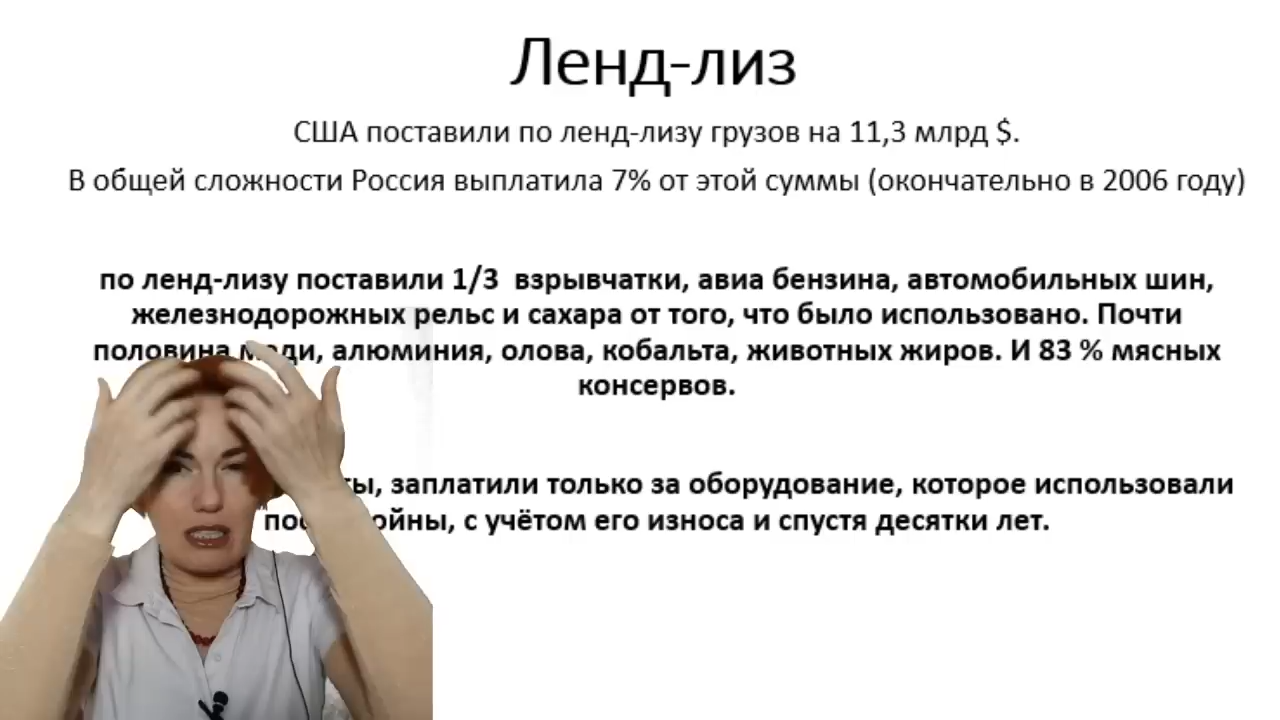 Ленд-лиз
США поставили по ленд-лизу грузов на 11,3 млрд $.
В общей сложности Россия выплатила 7% от этой суммы (окончательно в 2006 году)
по ленд-лизу поставили 1/3 взрывчатки, авиа бензина, автомобильных шин,
железнодорожных рельс и сахара от того, что было использовано. Почти
половина меди, алюминия, олова, кобальта, животных жиров. И 83 % мясных
консервов.
заплатили только за оборудование, которое использовали
после войны, с учётом его износа и спустя десятки лет.